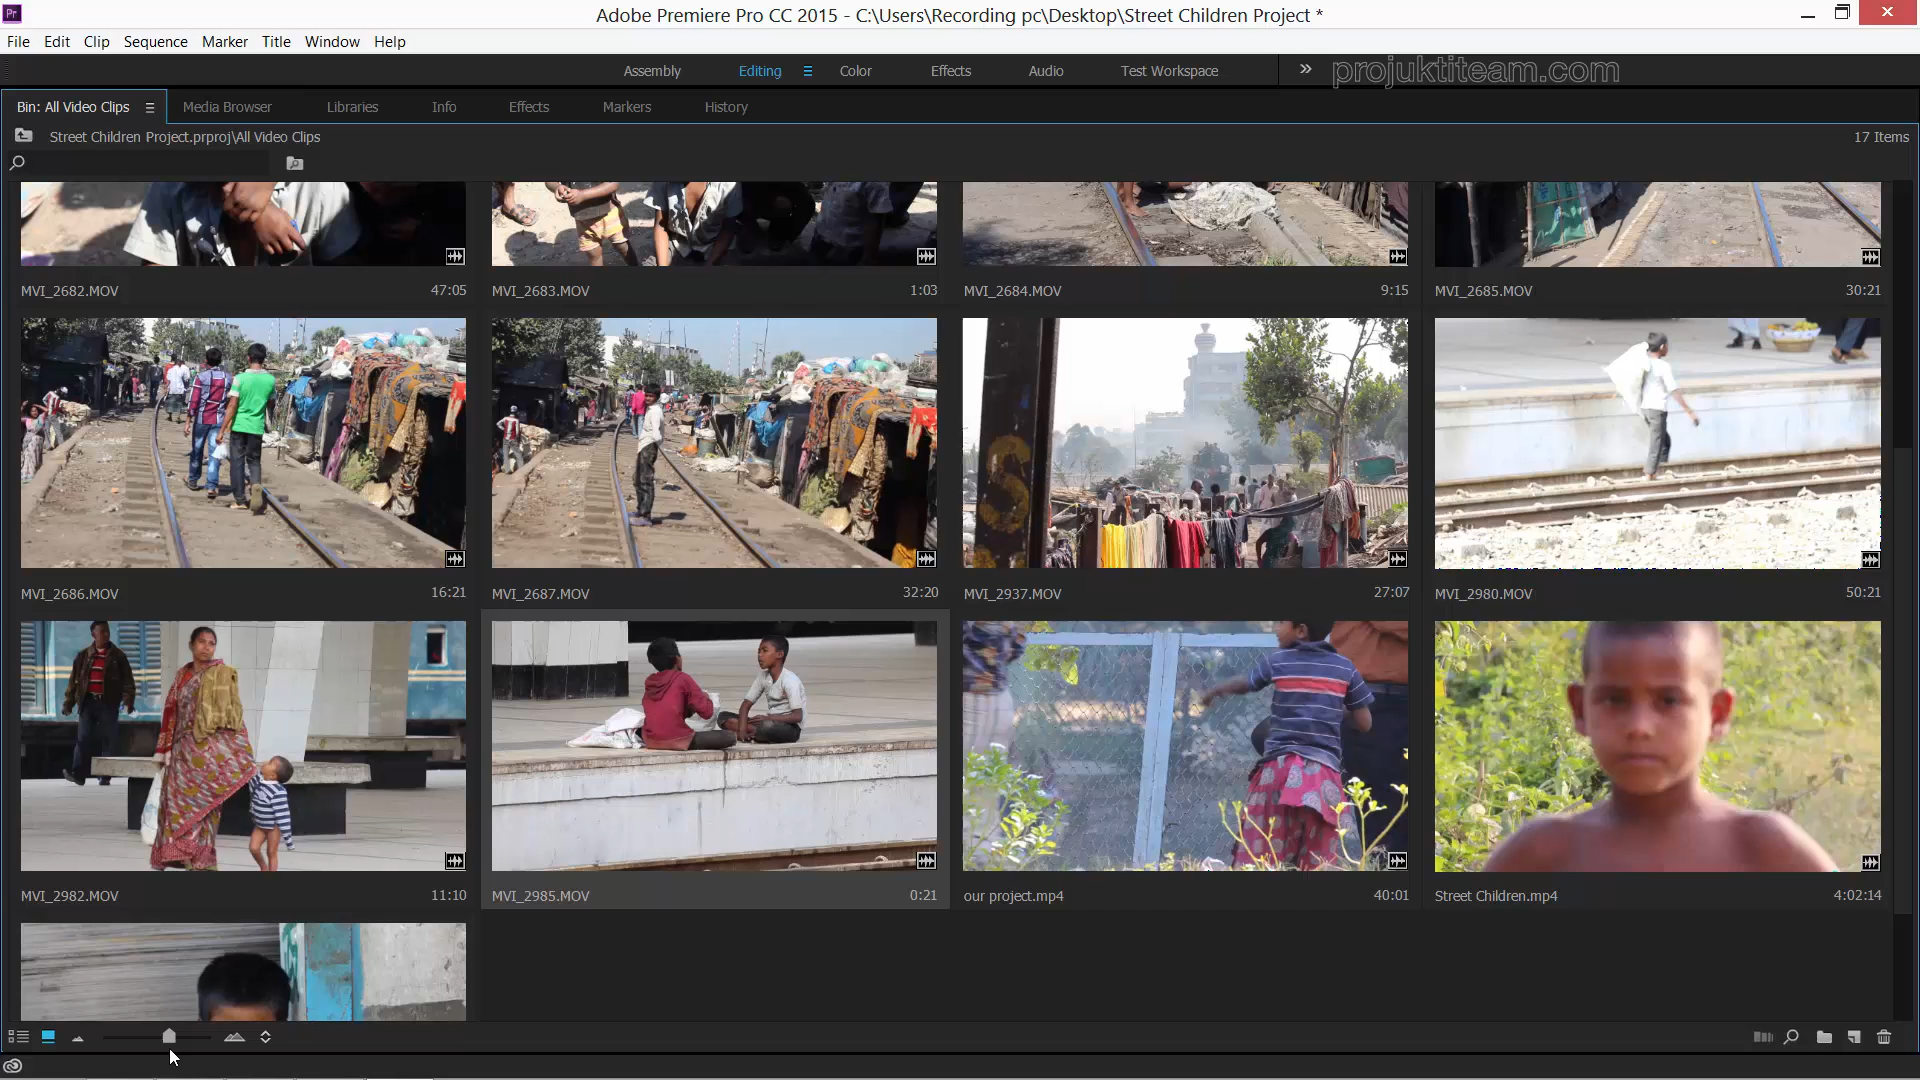 Pr
Adobe Premiere Pro CC 2015 - C:\Users\Recording pc\Desktop\Street Children Project *
File Edit Clip Sequence Marker Title Window Help
Assembly Editing Color Effects Audio Test Workspace » projuktiteam.com
Bin: All Video Clips Media Browser Libraries Info Effects Markers History
Street Children Project.prproj\All Video Clips 17 Items
MVI_2682.MOV 47:05 MVI_2683.MOV 1:03 MVI_2684.MOV 9:15 MVI_2685.MOV 30:21
MVI_2686.MOV 16:21 MVI_2687.MOV 32:20 MVI_2937.MOV 27:07 MVI_2980.MOV 50:21
MVI_2982.MOV 11:10 MVI_2985.MOV 0:21 our project.mp4 40:01 Street Children.mp4 4:02:14